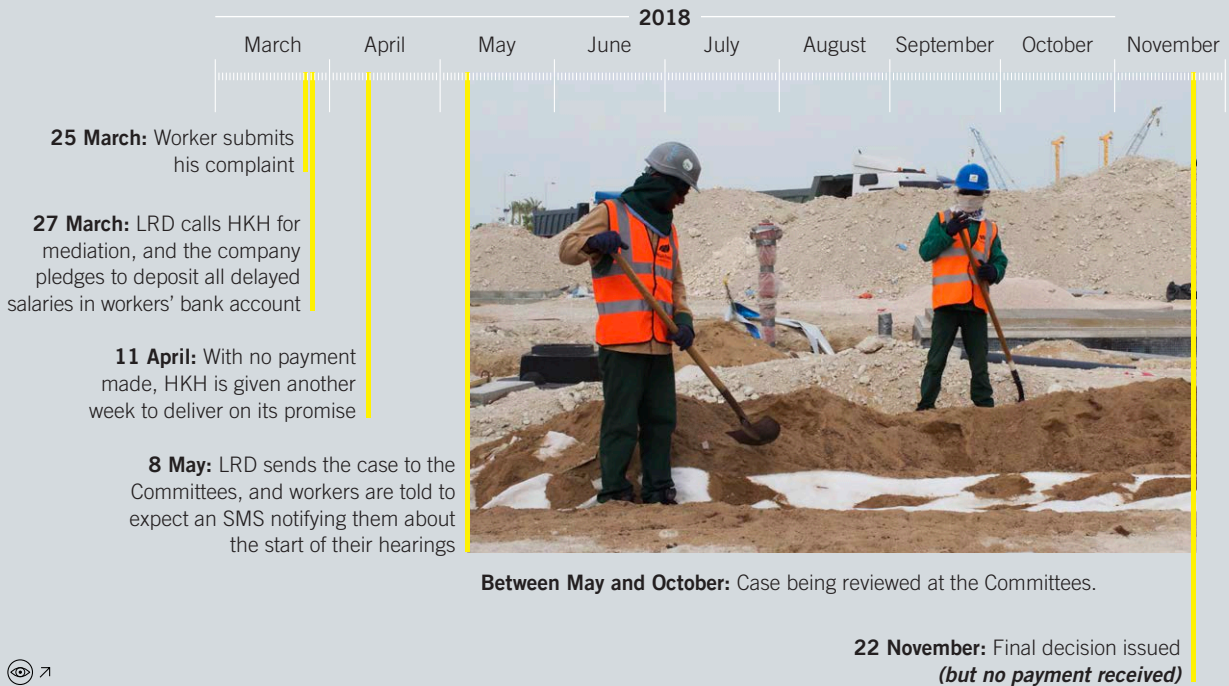 2018
March April May June July August September October November
25 March: Worker submits
his complaint
27 March: LRD calls HKH for
mediation, and the company
pledges to deposit all delayed
salaries in workers' bank account
11 April: With no payment
made, HKH is given another
week to deliver on its promise
8 May: LRD sends the case to the
Committees, and workers are told to
expect an SMS notifying them about
the start of their hearings
Between May and October: Case being reviewed at the Committees.
22 November: Final decision issued
(but no payment received)